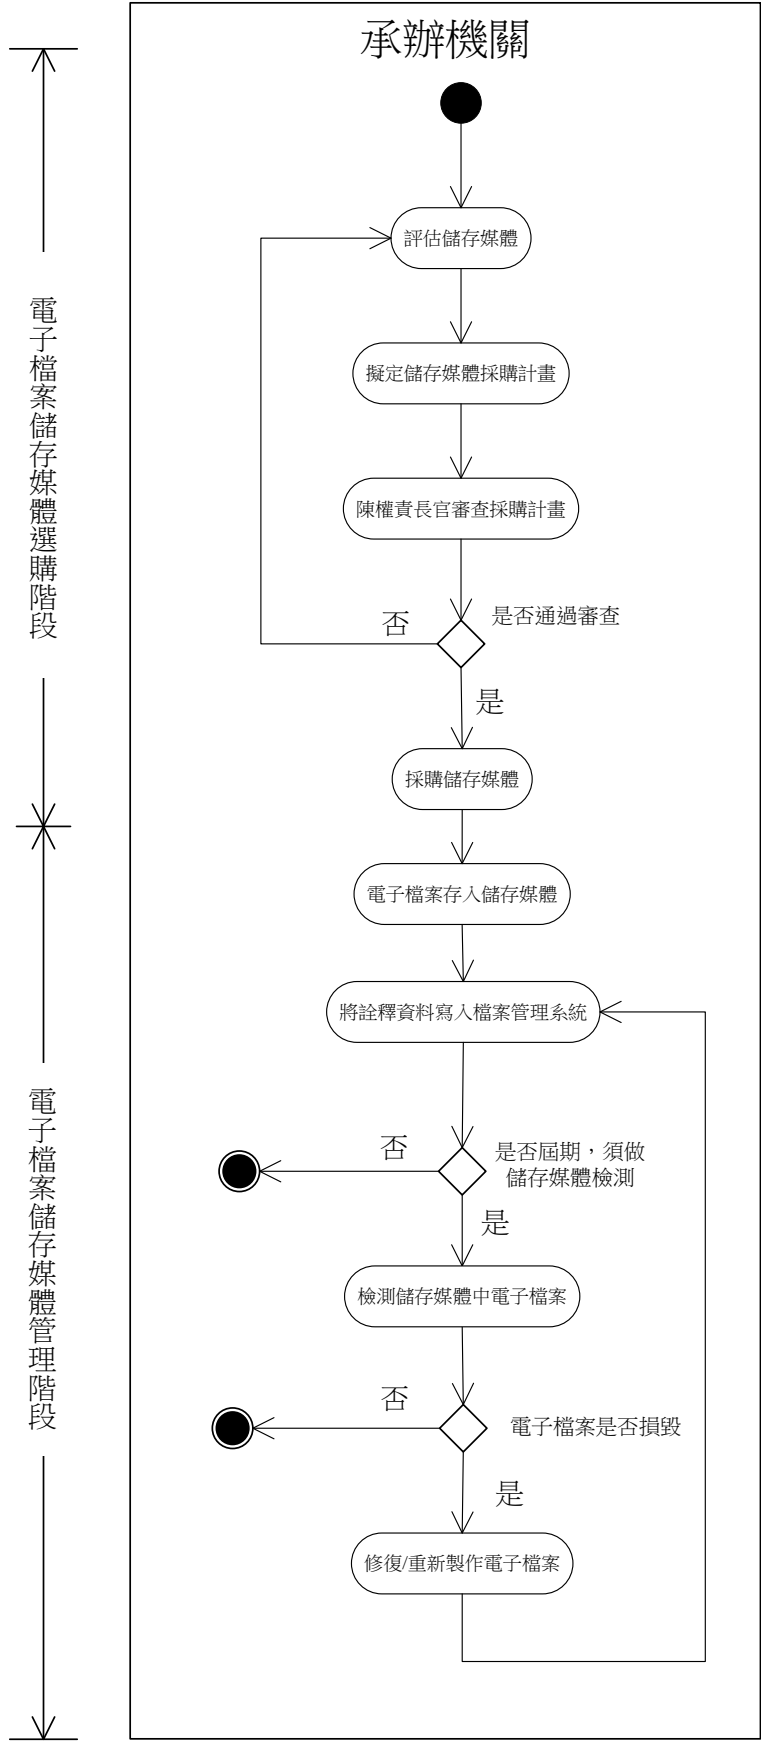 承辦機關
評估儲存媒體
擬定儲存媒體採購計畫
陳權責長官審查採購計畫
是否通過審查
否
是
採購儲存媒體
電子檔案儲存媒體選購階段
電子檔案存入儲存媒體
將詮釋資料寫入檔案管理系統
是否屆期，須做
儲存媒體檢測
否
是
檢測儲存媒體中電子檔案
否
電子檔案是否損毀
是
修復/重新製作電子檔案
電子檔案儲存媒體管理階段